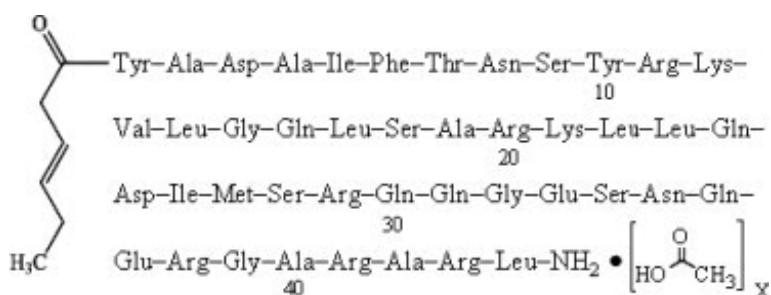 O
Tyr–Ala–Asp–Ala–Ile–Phe–Thr–Asn–Ser–Tyr–Arg–Lys–
10
Val–Leu–Gly–Gln–Leu–Ser–Ala–Arg–Lys–Leu–Leu–Gln–
20
Asp–Ile–Met–Ser–Arg–Gln–Gln–Gly–Glu–Ser–Asn–Gln–
30
H₃C Glu–Arg–Gly–Ala–Arg–Ala–Arg–Leu–NH₂ • [HO O CH₃] x
40